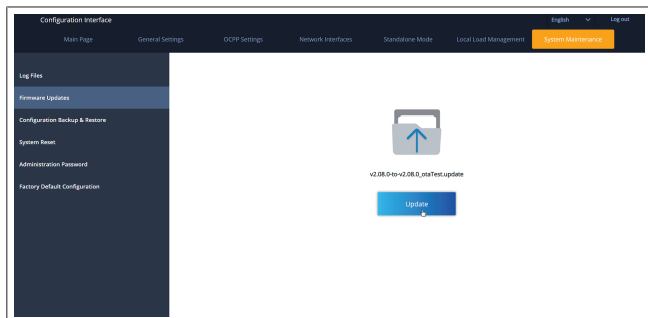 Configuration Interface
English
Log out
Main Page
General Settings
OCPP Settings
Network Interfaces
Standalone Mode
Local Load Management
System Maintenance
Log Files
Firmware Updates
Configuration Backup & Restore
System Reset
Administration Password
Factory Default Configuration
v2.08.0-to-v2.08.0_otaTest.update
Update